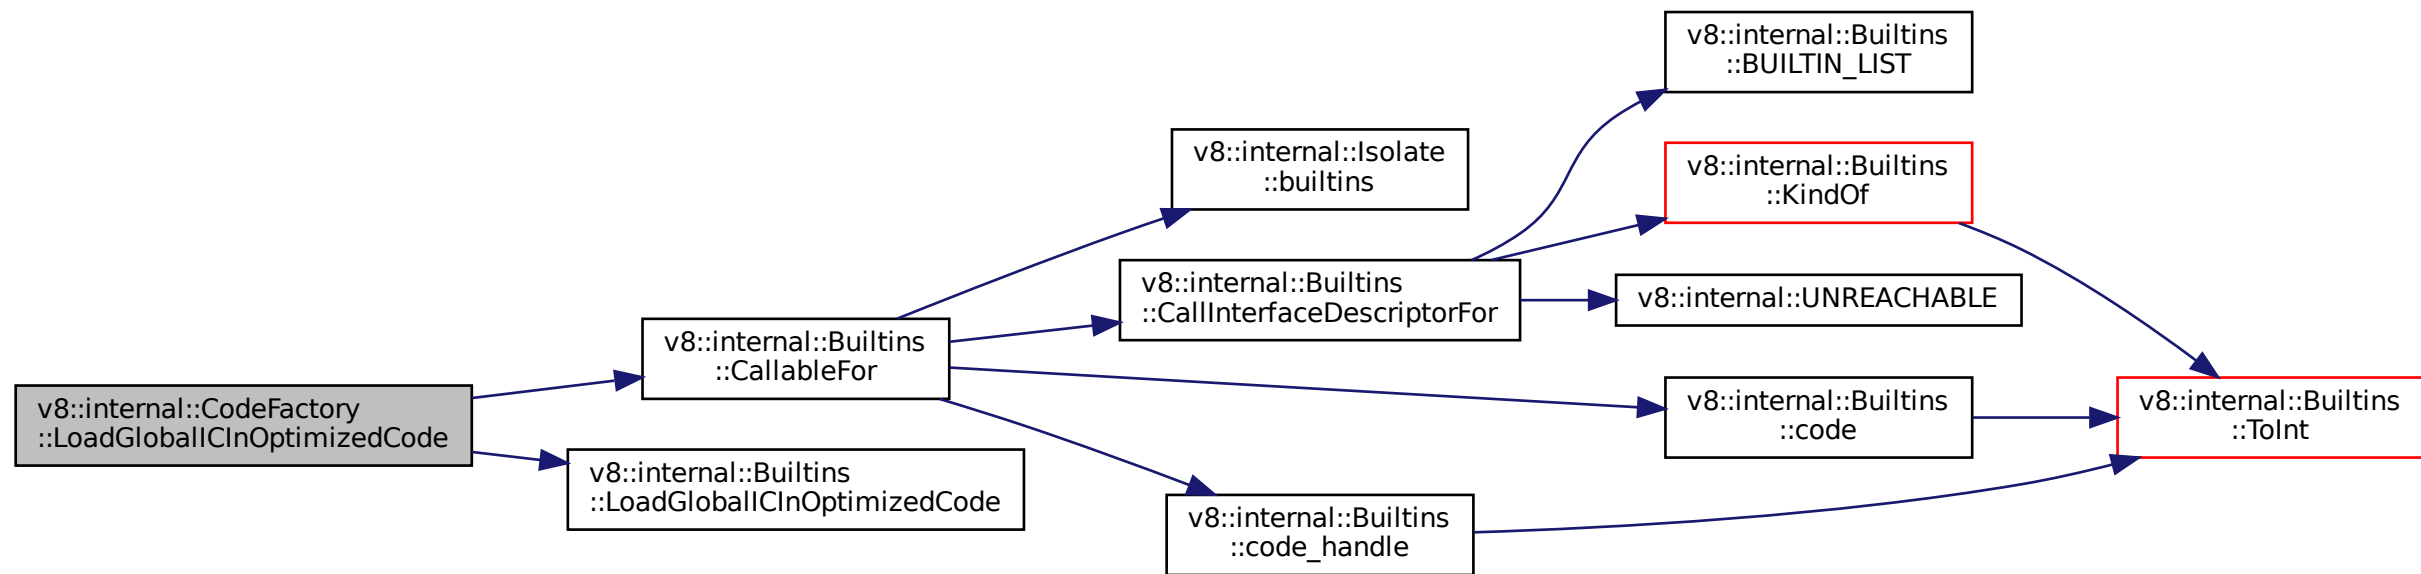 v8::internal::CodeFactory
::LoadGlobalICInOptimizedCode
v8::internal::Builtins
::CallableFor
v8::internal::Builtins
::LoadGlobalICInOptimizedCode
v8::internal::Isolate
::builtins
v8::internal::Builtins
::CallInterfaceDescriptorFor
v8::internal::Builtins
::code_handle
v8::internal::Builtins
::BUILTIN_LIST
v8::internal::Builtins
::KindOf
v8::internal::UNREACHABLE
v8::internal::Builtins
::code
v8::internal::Builtins
::ToInt